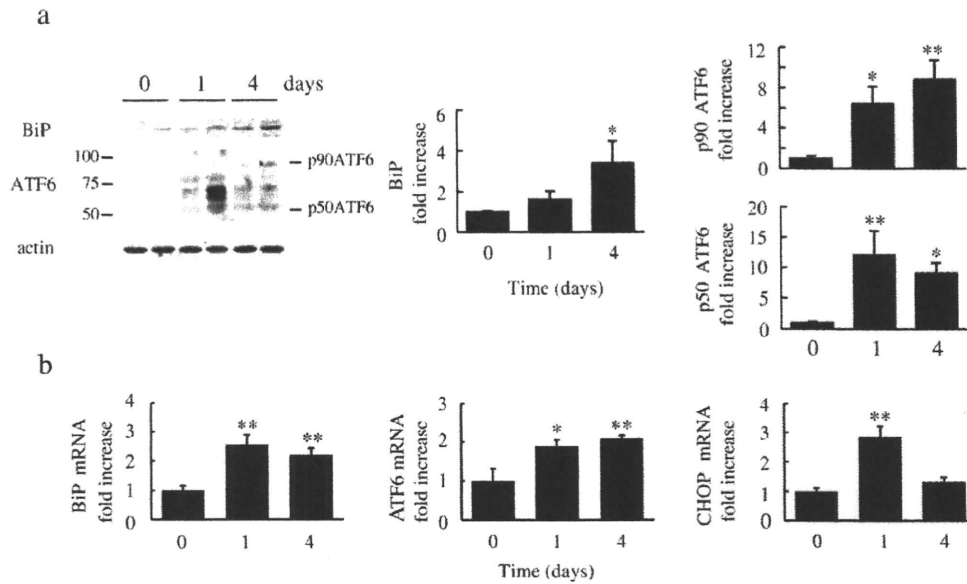 a
0 1 4 days
BiP
ATF6
100
75
50
p90ATF6
p50ATF6
actin
BiP
fold increase
6
4
2
0
*
0 1 4
Time (days)
p90 ATF6
fold increase
12
8
4
0
*
**
p50 ATF6
fold increase
20
15
10
5
0
**
*
0 1 4
b
BiP mRNA
fold increase
4
3
2
1
0
**
**
0 1 4
ATF6 mRNA
fold increase
3
2
1
0
*
**
0 1 4
Time (days)
CHOP mRNA
fold increase
4
3
2
1
0
**
0 1 4